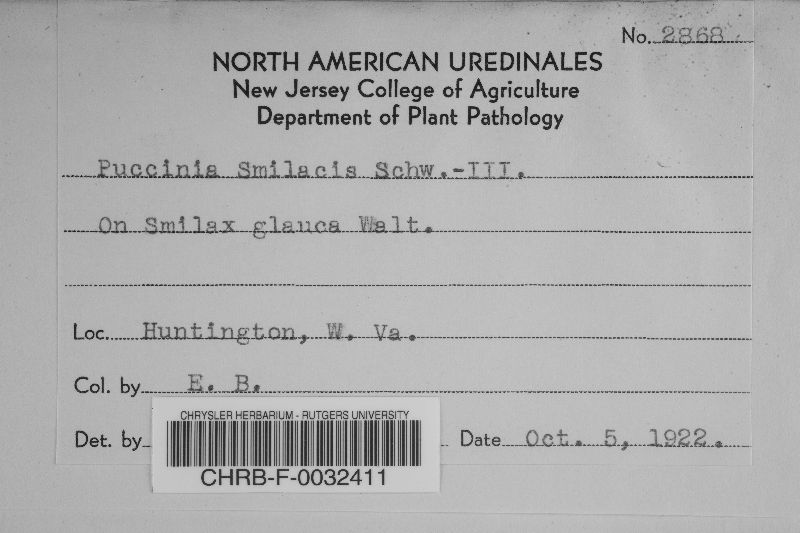 No. 2868
NORTH AMERICAN UREDINALES
New Jersey College of Agriculture
Department of Plant Pathology
Puccinia Smilacis Schw.-III.
On Smilax glauca Walt.
Loc. Huntington, W. Va.
Col. by E. B.
Det. by
Date Oct. 5, 1922.
CHRYSLER HERBARIUM - RUTGERS UNIVERSITY
CHRB-F-0032411